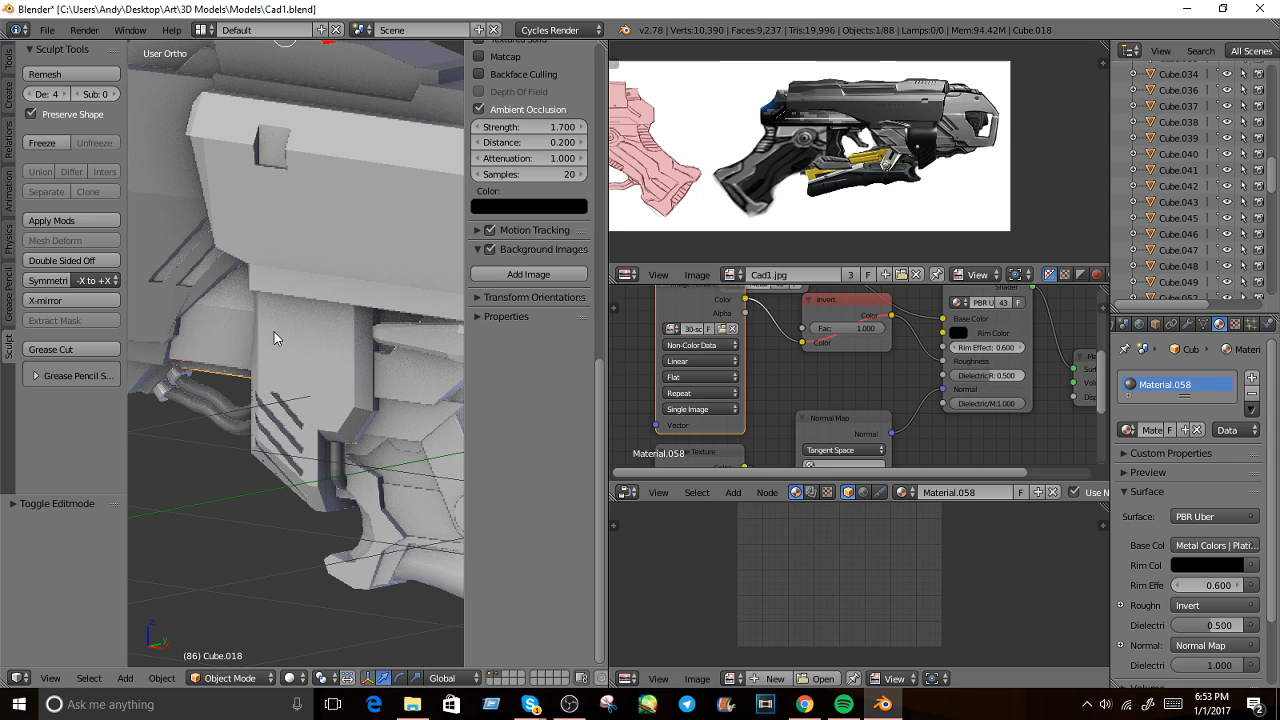 Blender* [C:\Users\Andy\Desktop\Art\3D Models\Models\Cad1.blend]
File Render Window Help Default Scene Cycles Render v2.78 | Verts:10,390 | Faces:9,237 | Tris:19,996 | Objects:1/88 | Lamps:0/0 | Mem:94.42M | Cube.018
Tools
Create
Relations
Animation
Physics
Grease Pencil
Sculpt
Sculpt Tools
Remesh
De: 4 Sub: 0
Preserve Shape
Freeze
Union Differ Inters
Separate Clone
Apply Mods
Mesh Deform
Double Sided Off
Symmetri -X to +X
X-mirror
Extract Mask
Grease Cut
Grease Pencil S...
Toggle Editmode
User Ortho
(86) Cube.018
View Select Add Object Object Mode Global
Textured Solid
Matcap
Backface Culling
Depth Of Field
Ambient Occlusion
Strength: 1.700
Distance: 0.200
Attenuation: 1.000
Samples: 20
Color:
Motion Tracking
Background Images
Add Image
Transform Orientations
Properties
View Image Cad1.jpg 3 F View
Color
Alpha
30-sc F
Non-Color Data
Linear
Flat
Repeat
Single Image
Vector
Material.058
Invert
Color
Fac: 1.000
Color
Normal Map
Normal
Tangent Space
Shader
PBR U 43 F
Base Color
Rim Color
Rim Effect: 0.600
Roughness
Dielectric R: 0.500
Normal
Dielectric/M:1.000
View Select Add Node Material.058 F Use N
View Image New Open View
View Search All Scenes
Cube.034
Cube.036
Cube.037
Cube.038
Cube.039
Cube.040
Cube.041
Cube.042
Cube.043
Cube.045
Cube.046
Cube.047
Cube.048
Cube.049
Cub Materi
Material.058
Mate F Data
Custom Properties
Preview
Surface
Surface: PBR Uber
Base Col Metal Colors | Plati...
Rim Col
Rim Effe 0.600
Roughn Invert
Dielectri 0.500
Normal: Normal Map
Dielectri 1.000
Ask me anything
6:53 PM
1/1/2017